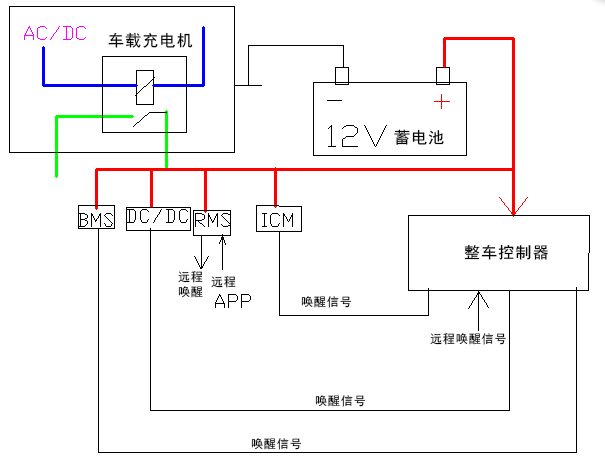 AC/DC
车载充电机
12V
蓄电池
BMS
DC/DC
RMS
ICM
整车控制器
远程
唤醒
远程
APP
唤醒信号
远程唤醒信号
唤醒信号
唤醒信号